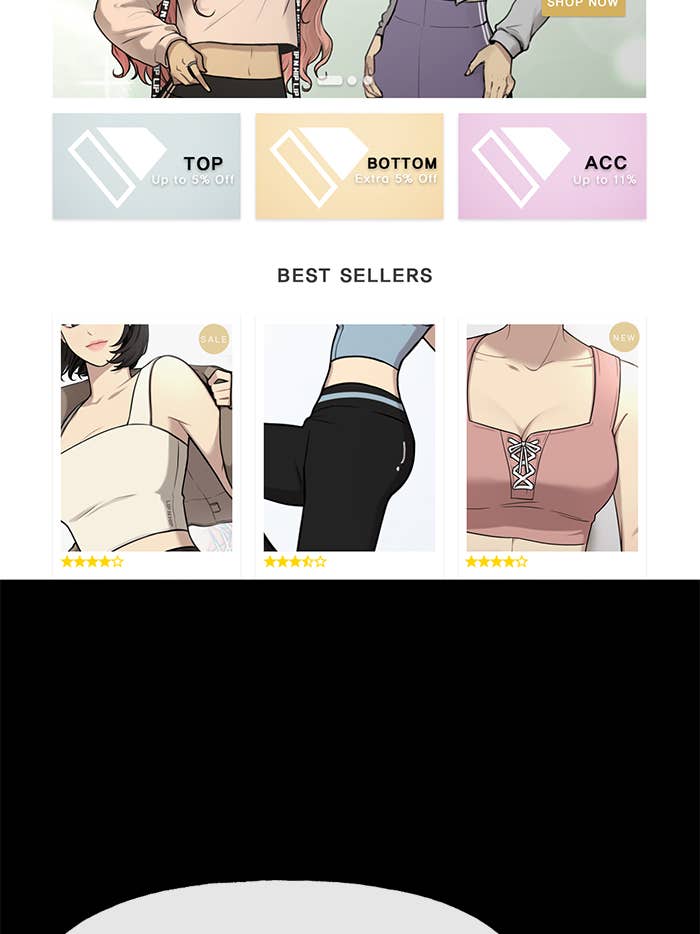 SHOP NOW
TOP
Up to 5% Off
BOTTOM
Extra 5% Off
ACC
Up to 11%
BEST SELLERS
SALE
NEW